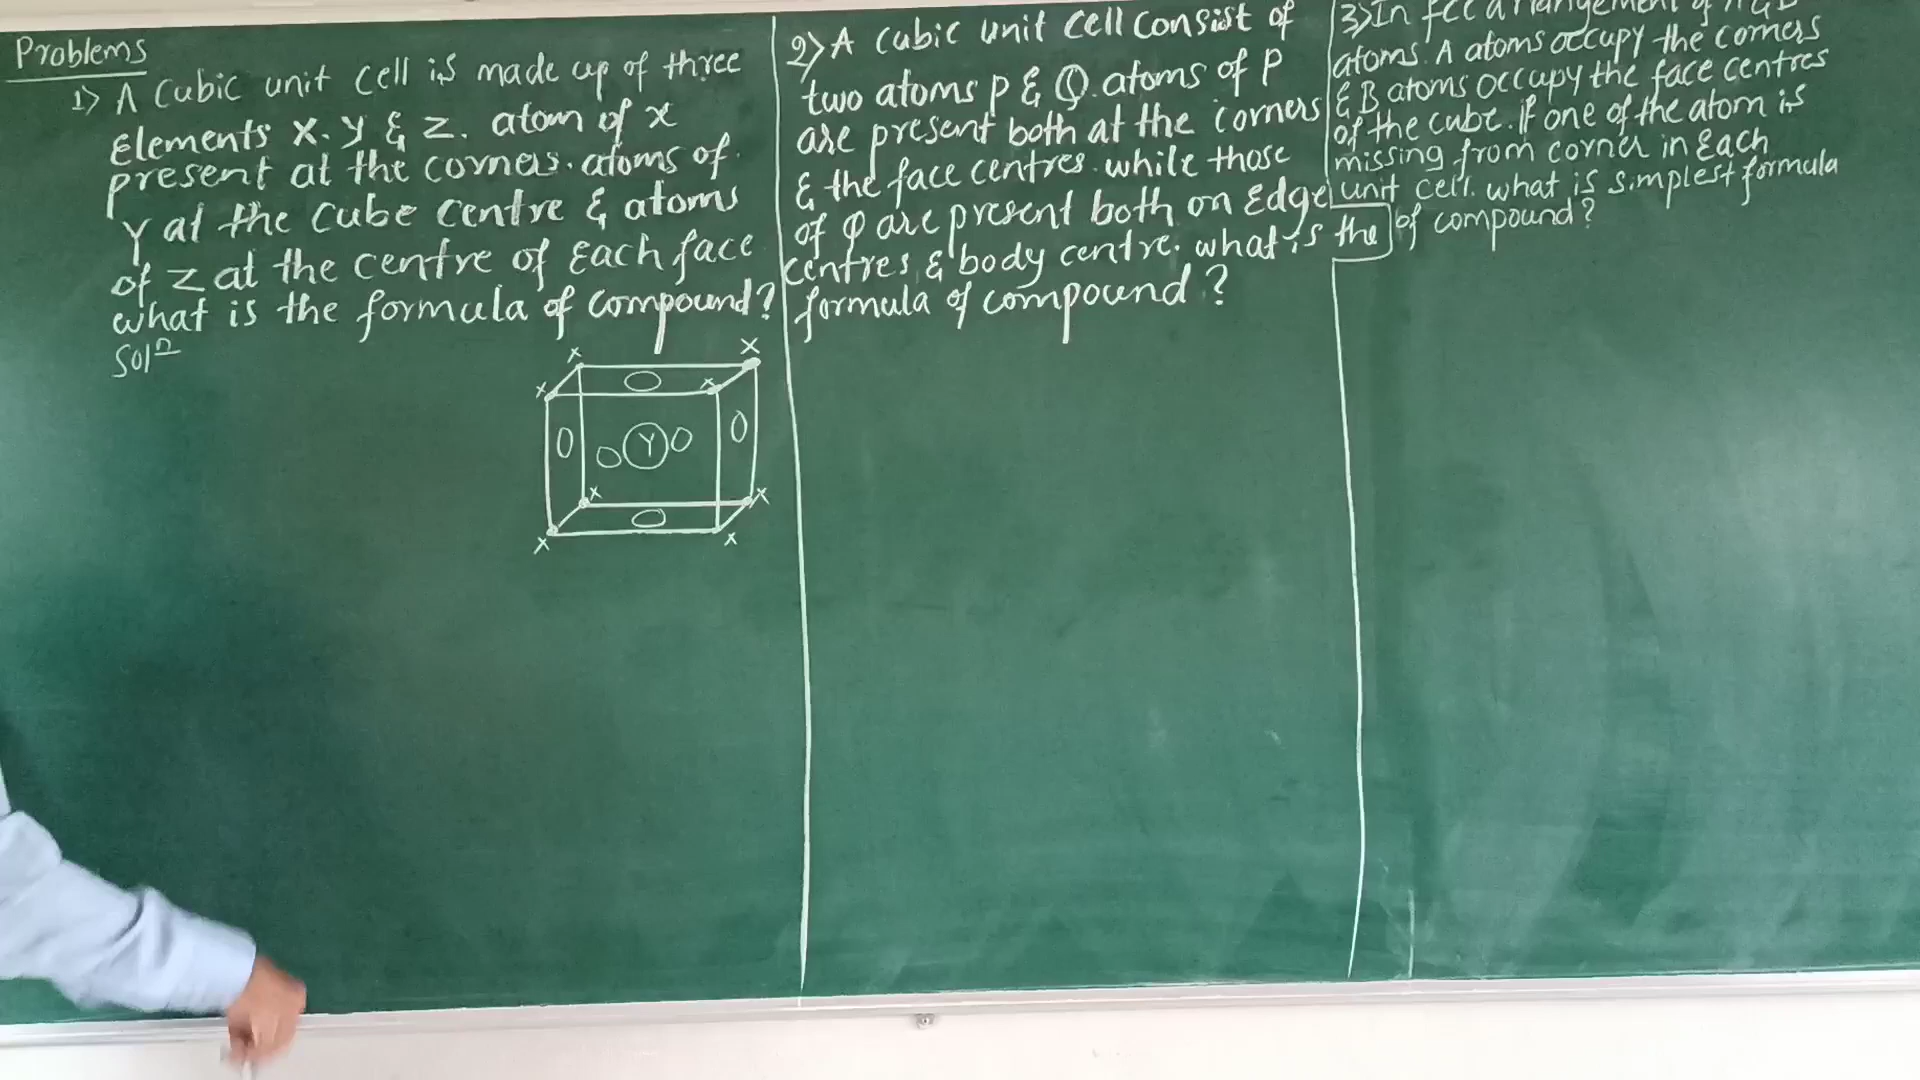 Problems
1) A cubic unit cell is made up of three
elements X. Y & Z. atom of X
present at the corners. atoms of
Y at the cube centre & atoms
of Z at the centre of Each face
what is the formula of compound?
Soln
X
X
X
X
O
O
O
Y
O
O
X
X
O
X
X
2) A cubic unit cell consist of
two atoms P & Q. atoms of P
are present both at the corners
& the face centres. while those
of Q are present both on Edge
centres & body centre. what is the
formula of compound?
3) In fcc arrangement of A & B
atoms. A atoms occupy the corners
& B atoms occupy the face centres
of the cube. If one of the atom is
missing from corner in Each
unit cell. what is simplest formula
of compound?